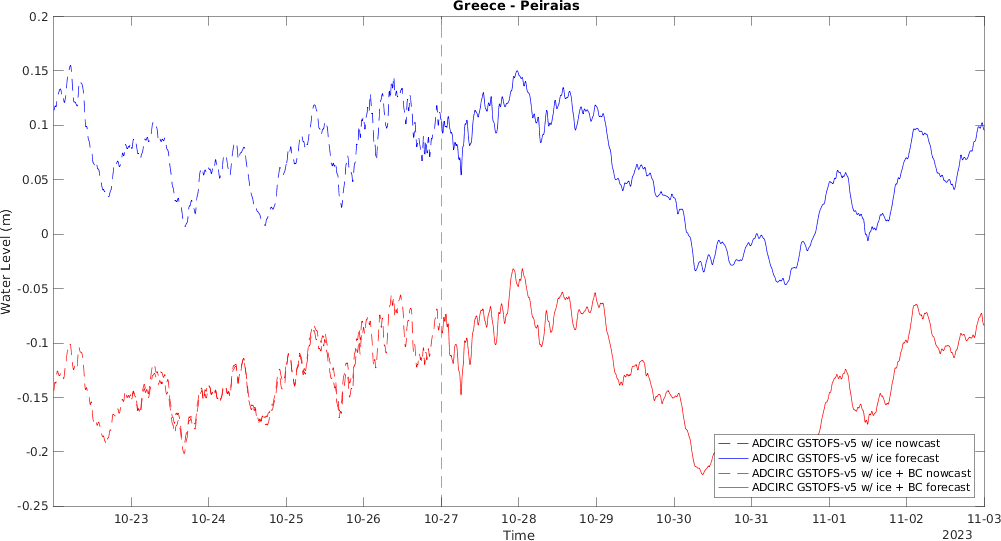 Greece - Peiraias
0.2
0.15
0.1
0.05
0
-0.05
-0.1
-0.15
-0.2
-0.25
Water Level (m)
ADCIRC GSTOFS-v5 w/ ice nowcast
ADCIRC GSTOFS-v5 w/ ice forecast
ADCIRC GSTOFS-v5 w/ ice + BC nowcast
ADCIRC GSTOFS-v5 w/ ice + BC forecast
10-23 10-24 10-25 10-26 10-27 10-28 10-29 10-30 10-31 11-01 11-02 11-03
Time
2023